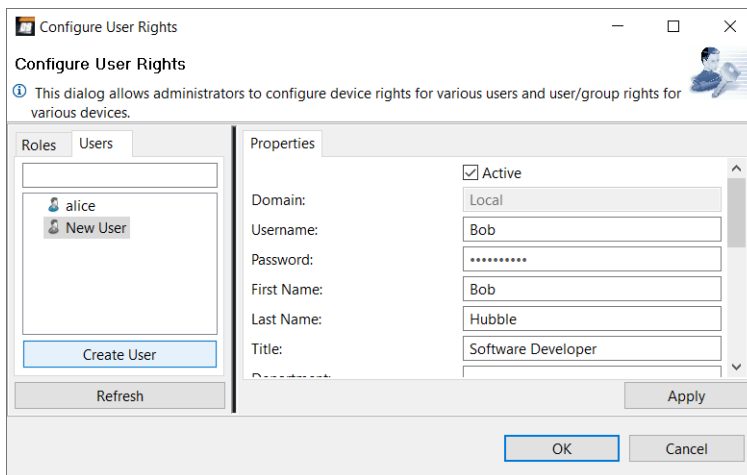 Configure User Rights
Configure User Rights
This dialog allows administrators to configure device rights for various users and user/group rights for
various devices.
Roles
Users
Properties
Active
Domain:
Local
alice
Username:
Bob
New User
Password:
••••••••••
First Name:
Bob
Last Name:
Hubble
Title:
Software Developer
Create User
Department:
Refresh
Apply
OK
Cancel